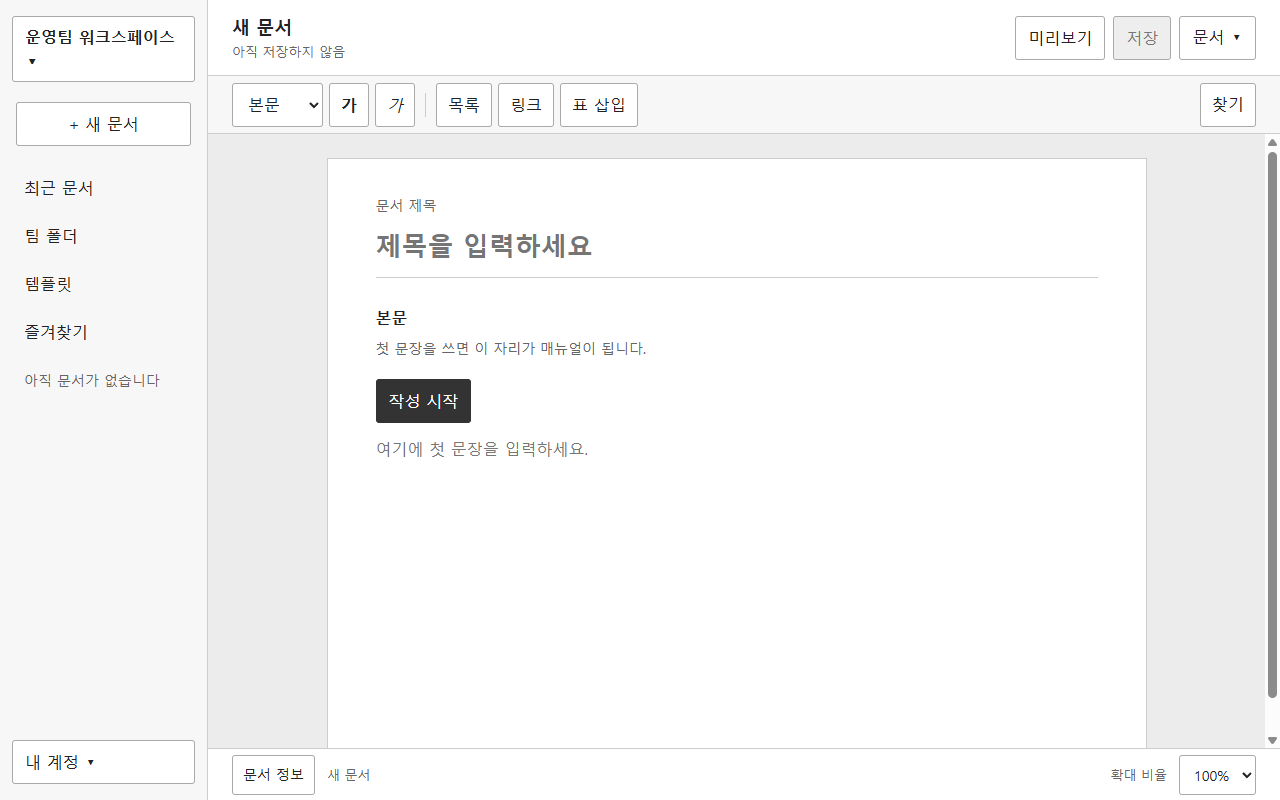 운영팀 워크스페이스
▼
+ 새 문서
최근 문서
팀 폴더
템플릿
즐겨찾기
아직 문서가 없습니다
내 계정 ▼
새 문서
아직 저장하지 않음
미리보기
저장
문서 ▼
본문
가
가
목록
링크
표 삽입
찾기
문서 제목
제목을 입력하세요
본문
첫 문장을 쓰면 이 자리가 매뉴얼이 됩니다.
작성 시작
여기에 첫 문장을 입력하세요.
문서 정보
새 문서
확대 비율
100%